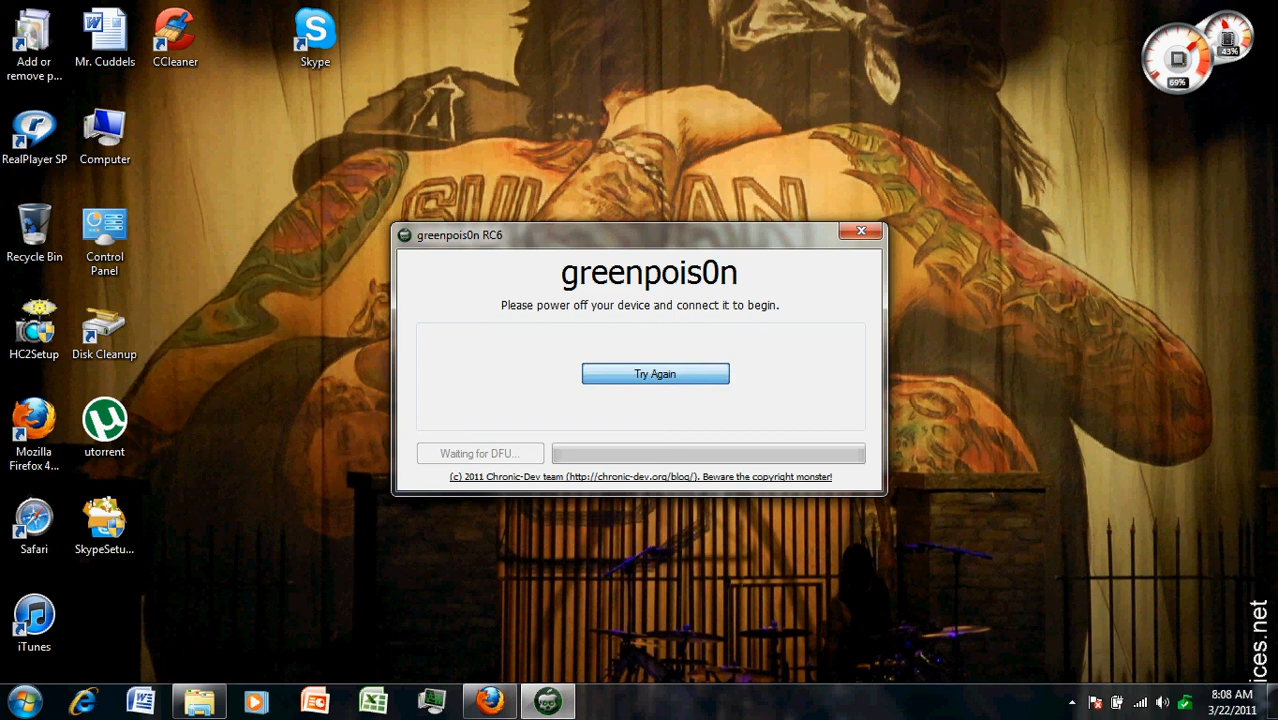 Add or
remove p...
Mr. Cuddels
CCleaner
Skype
43%
69%
RealPlayer SP
Computer
Recycle Bin
Control
Panel
HC2Setup
Disk Cleanup
Mozilla
Firefox 4...
utorrent
Safari
SkypeSetu...
iTunes
greenpois0n RC6
greenpois0n
Please power off your device and connect it to begin.
Try Again
Waiting for DFU...
(c) 2011 Chronic-Dev team (http://chronic-dev.org/blog/). Beware the copyright monster!
ices.net
8:08 AM
3/22/2011